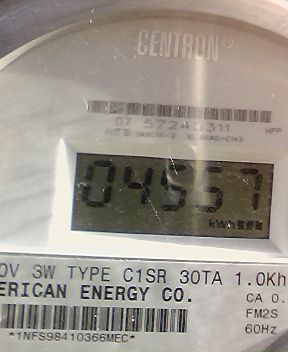 CENTRON®
04557
kWh
0V 3W TYPE C1SR 30TA 1.0Kh
ERICAN ENERGY CO.
CA 0.
FM2S
*1NFS98410366MEC*
60Hz